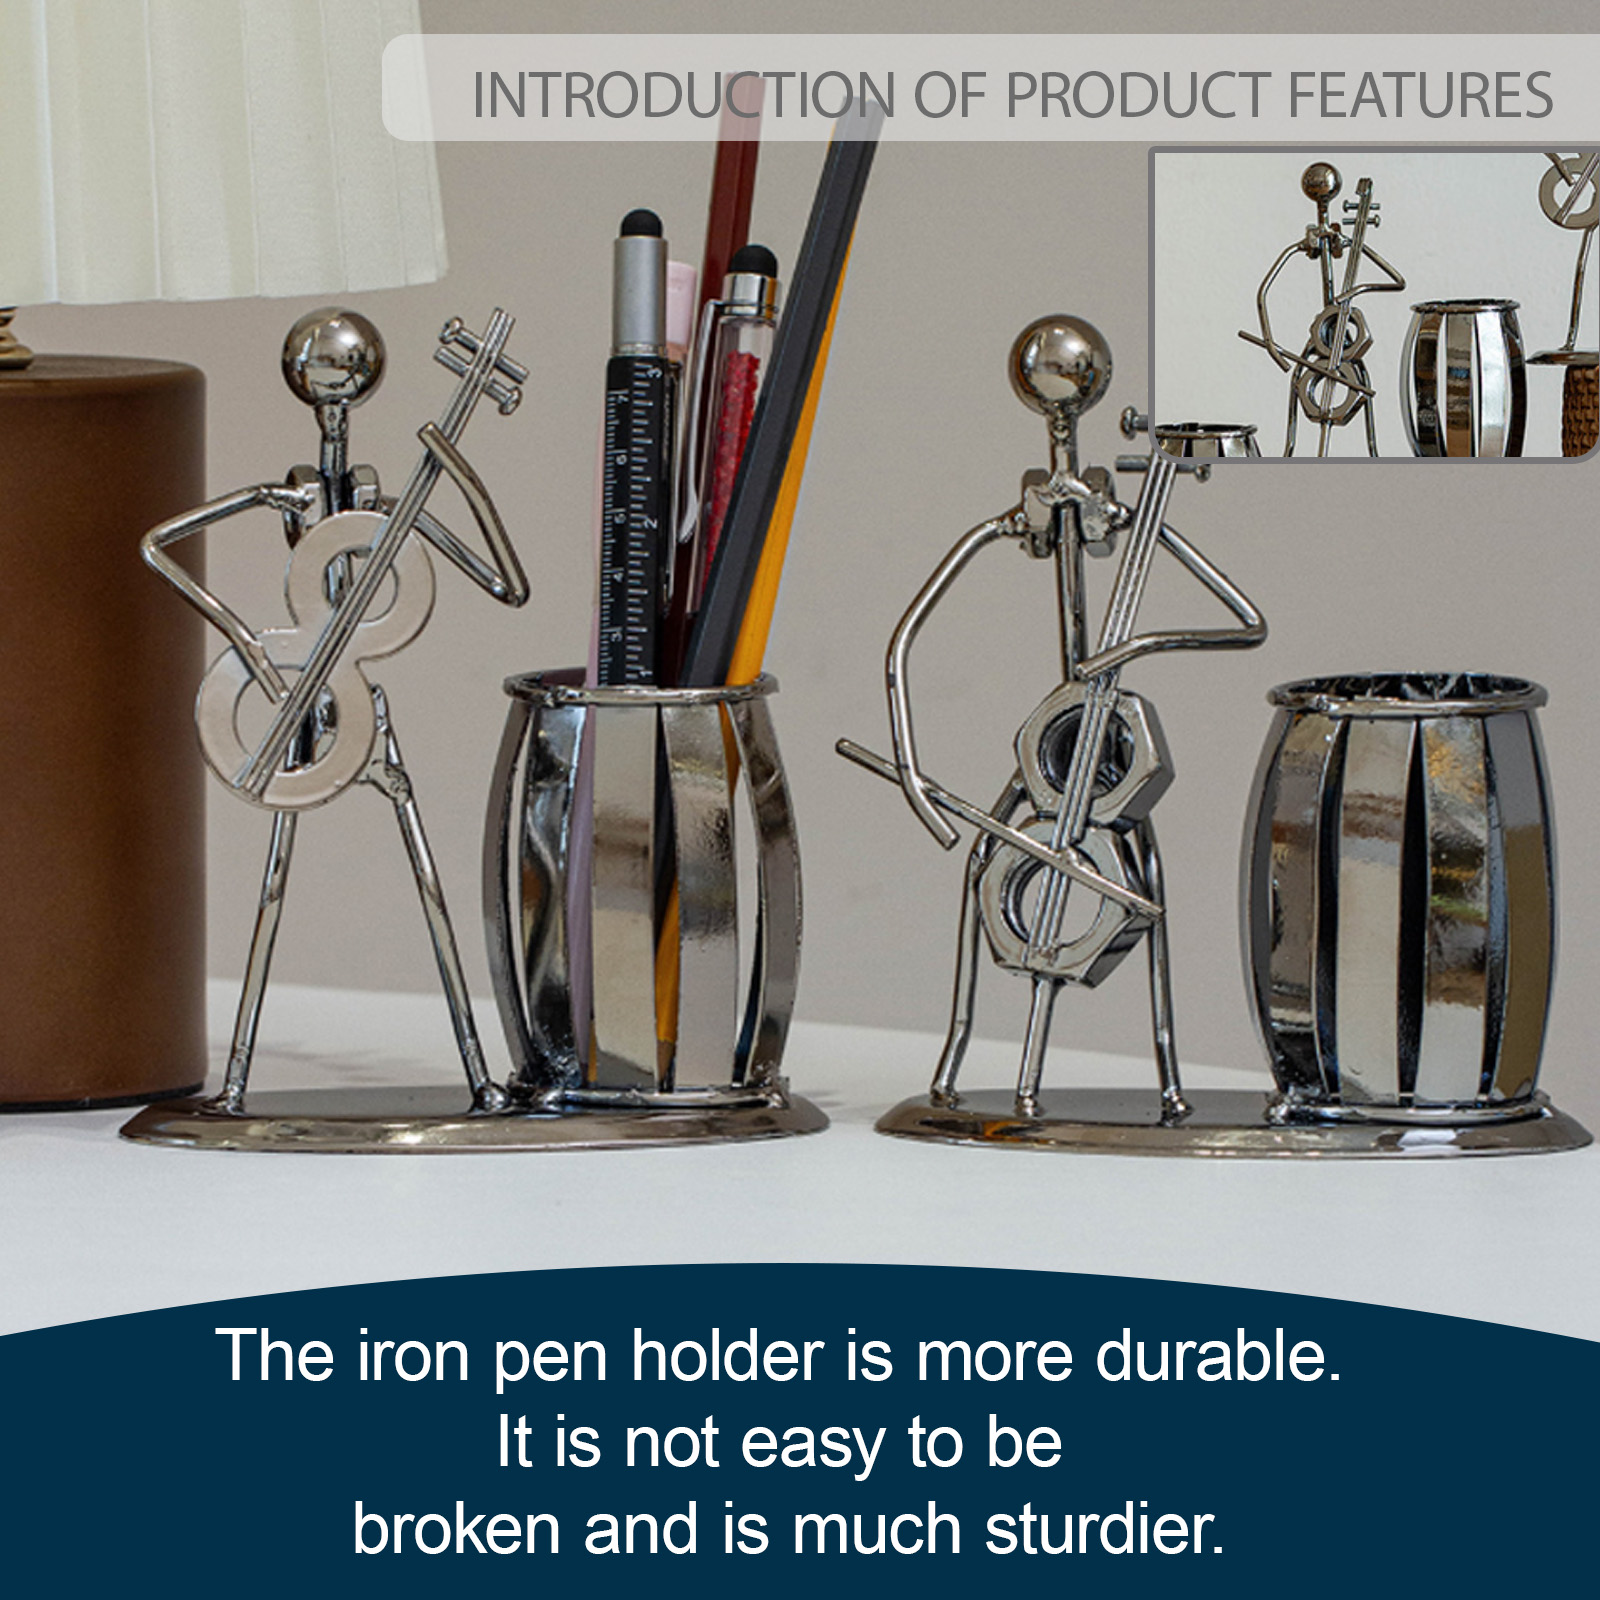 INTRODUCTION OF PRODUCT FEATURES
The iron pen holder is more durable.
It is not easy to be
broken and is much sturdier.